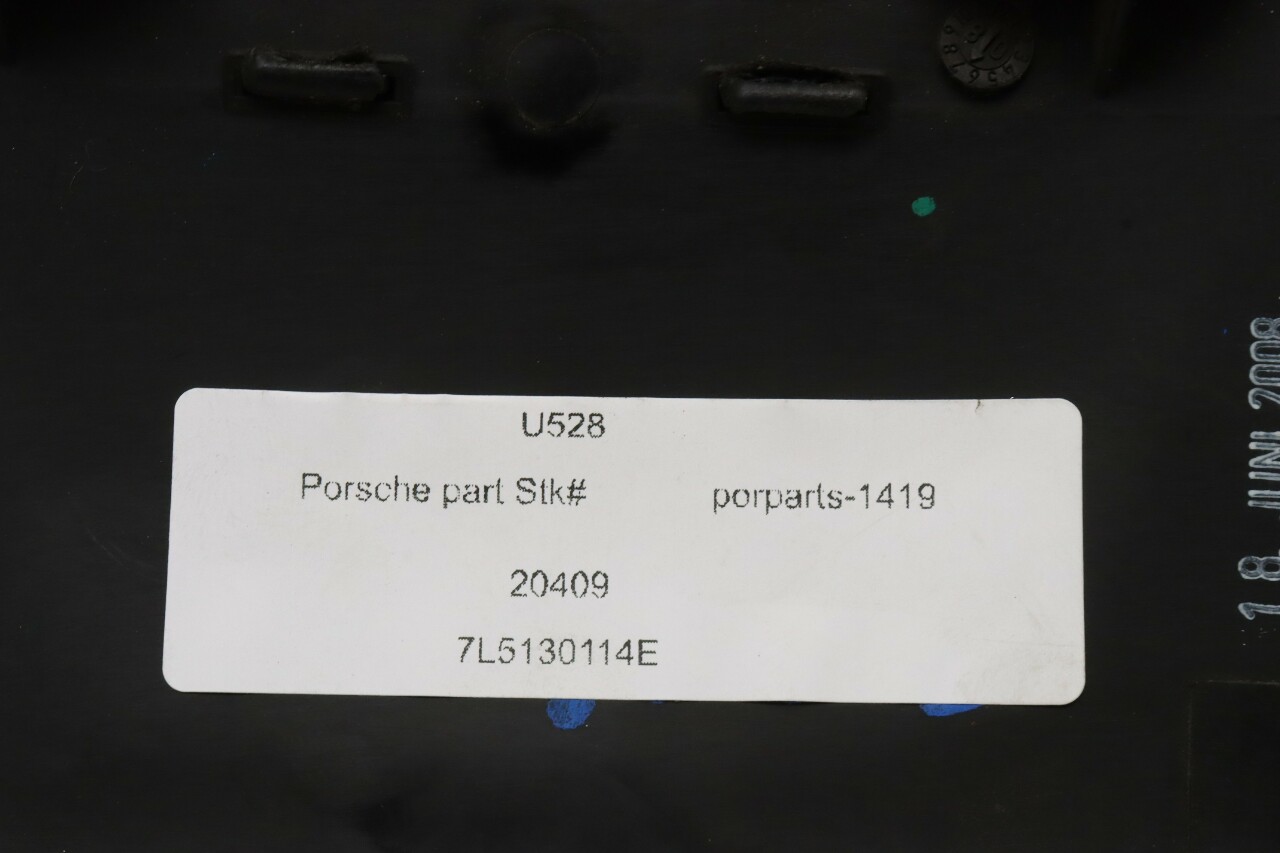 U528
Porsche part Stk# porparts-1419
20409
7L5130114E
18. JUNI 2008